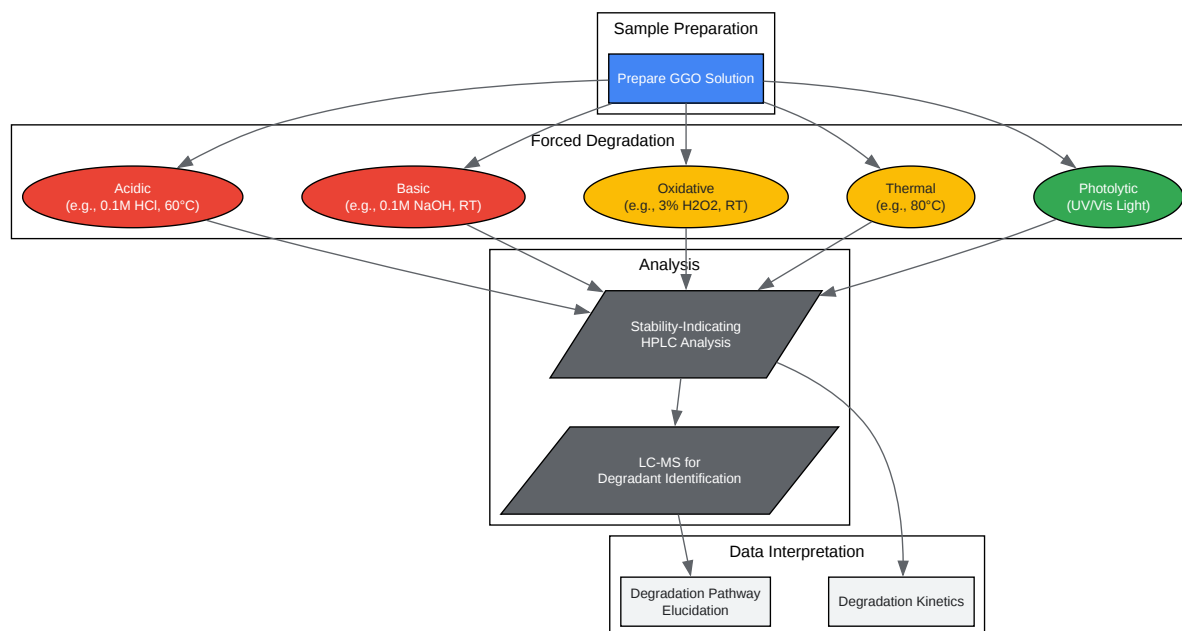 Sample Preparation
Prepare GGO Solution
Forced Degradation
Acidic
(e.g., 0.1M HCl, 60°C)
Basic
(e.g., 0.1M NaOH, RT)
Oxidative
(e.g., 3% H2O2, RT)
Thermal
(e.g., 80°C)
Photolytic
(UV/Vis Light)
Analysis
Stability-Indicating
HPLC Analysis
LC-MS for
Degradant Identification
Data Interpretation
Degradation Pathway
Elucidation
Degradation Kinetics